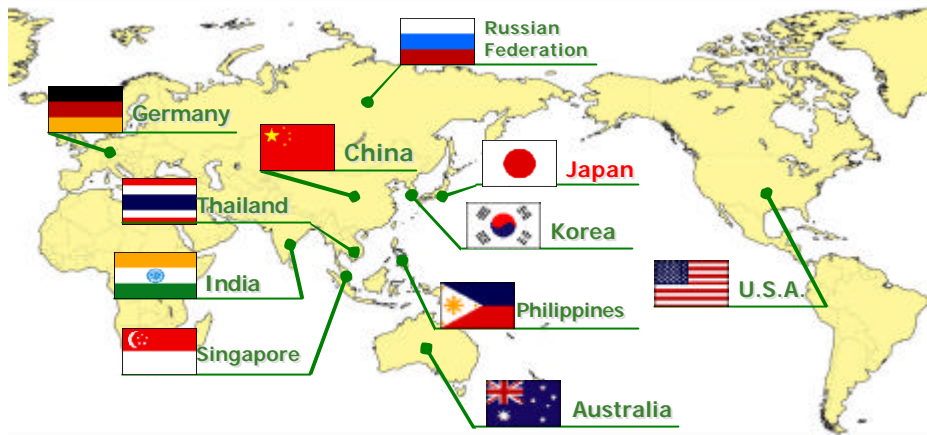 Russian
Federation
Germany
China
Japan
Thailand
Korea
India
U.S.A.
Philippines
Singapore
Australia